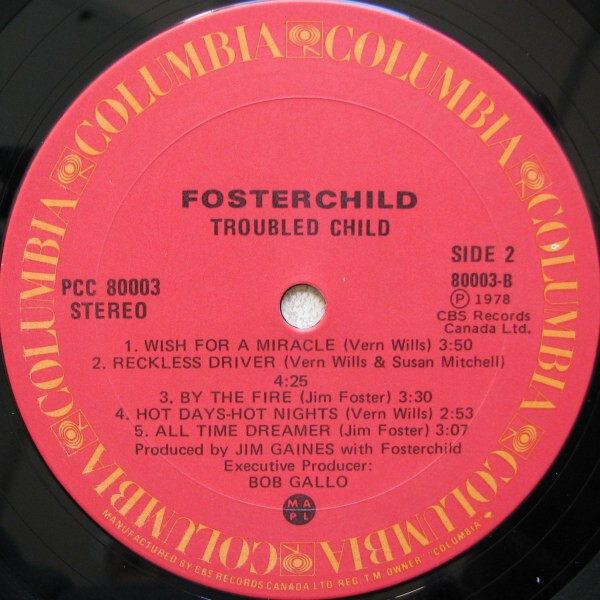 COLUMBIA COLUMBIA COLUMBIA COLUMBIA COLUMBIA COLUMBIA
FOSTERCHILD
TROUBLED CHILD
PCC 80003
STEREO
SIDE 2
80003-B
Ⓟ 1978
CBS Records
Canada Ltd.
1. WISH FOR A MIRACLE (Vern Wills) 3:50
2. RECKLESS DRIVER (Vern Wills & Susan Mitchell)
4:25
3. BY THE FIRE (Jim Foster) 3:30
4. HOT DAYS-HOT NIGHTS (Vern Wills) 2:53
5. ALL TIME DREAMER (Jim Foster) 3:07
Produced by JIM GAINES with Fosterchild
Executive Producer:
BOB GALLO
M A
P L
MANUFACTURED BY CBS RECORDS CANADA LTD. REG. T.M. OWNER "COLUMBIA"